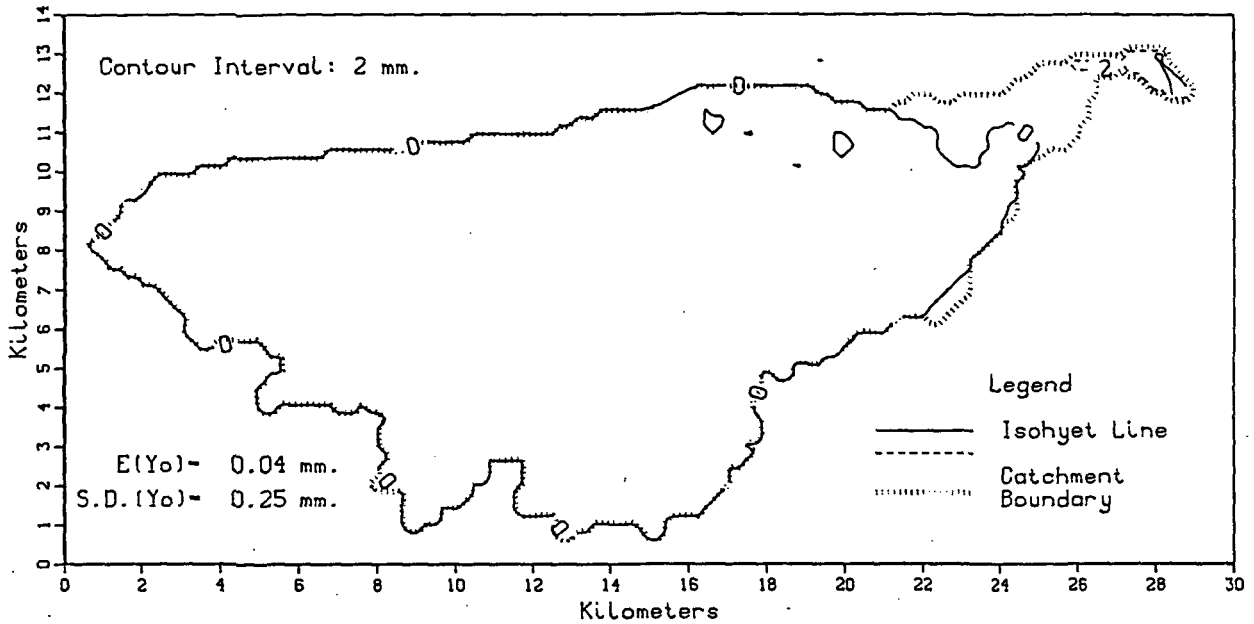 14
13
12
11
10
9
8
7
6
5
4
3
2
1
0
Kilometers
Contour Interval: 2 mm.
0
0
0
0
0
0
0
0
2
E(Yo)- 0.04 mm.
S.D.(Yo)- 0.25 mm.
Legend
Isohyet Line
Catchment
Boundary
0 2 4 6 8 10 12 14 16 18 20 22 24 26 28 30
Kilometers